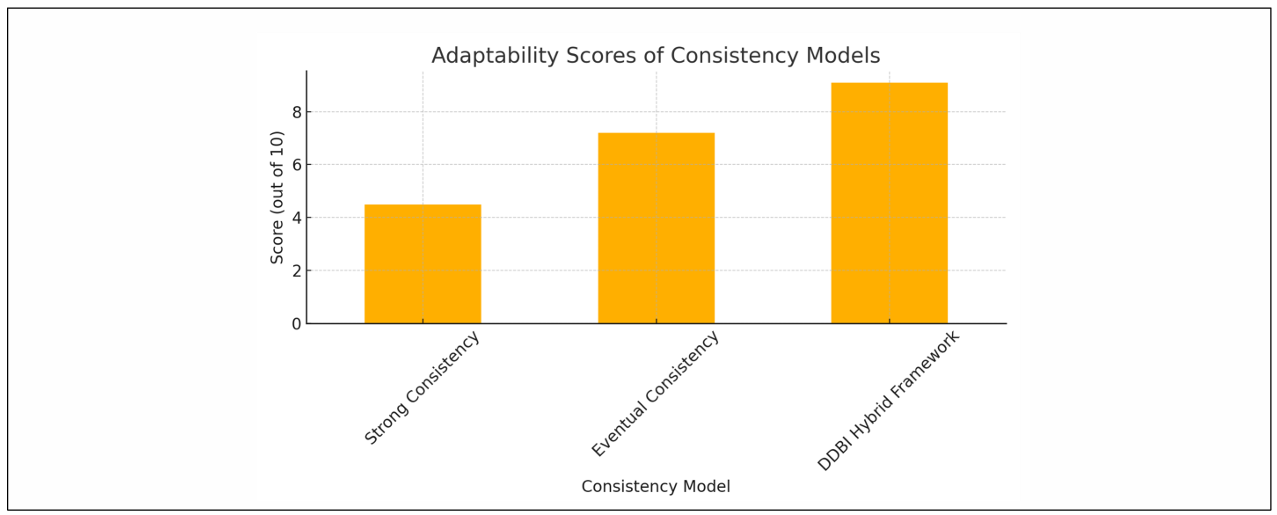 Adaptability Scores of Consistency Models
Score (out of 10)
8
6
4
2
0
Strong Consistency
Eventual Consistency
DDBI Hybrid Framework
Consistency Model